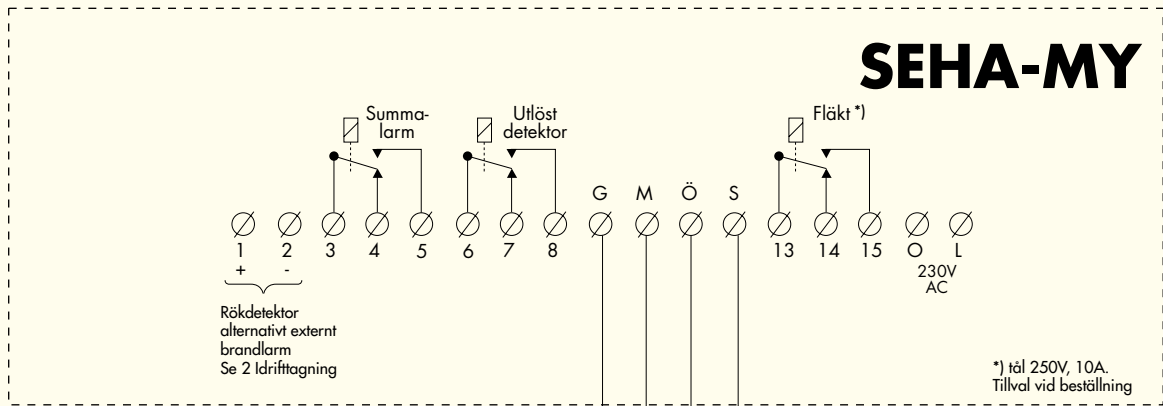 SEHA-MY
Summa-
larm
Utlöst
detektor
Fläkt *)
G M Ö S
1 2 3 4 5 6 7 8 13 14 15 O L
+ -
230V
AC
Rökdetektor
alternativt externt
brandlarm
Se 2 Idrifttagning
*) tål 250V, 10A.
Tillval vid beställning